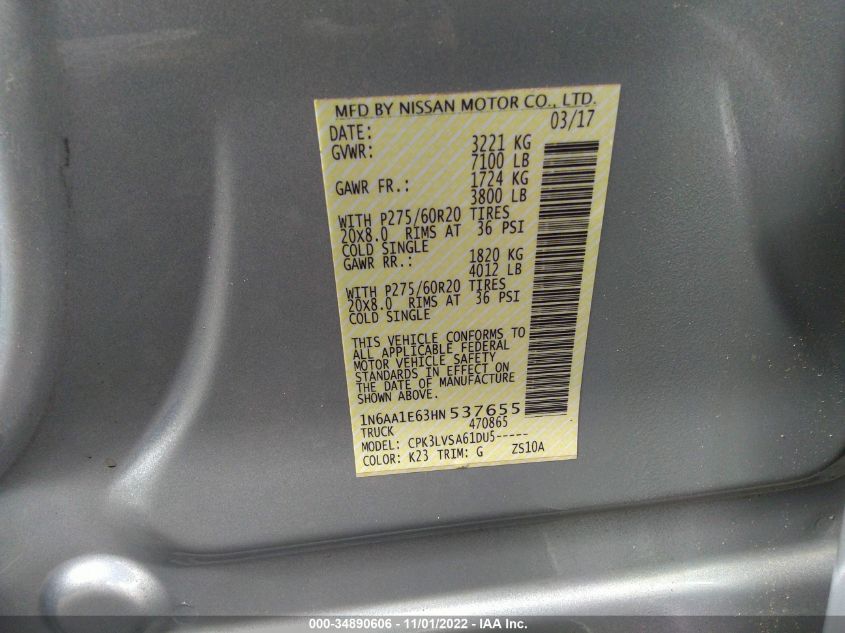 MFD BY NISSAN MOTOR CO., LTD.
DATE: 03/17
GVWR: 3221 KG
7100 LB
GAWR FR.: 1724 KG
3800 LB
WITH P275/60R20 TIRES
20X8.0 RIMS AT 36 PSI
COLD SINGLE
GAWR RR.: 1820 KG
4012 LB
WITH P275/60R20 TIRES
20X8.0 RIMS AT 36 PSI
COLD SINGLE
THIS VEHICLE CONFORMS TO
ALL APPLICABLE FEDERAL
MOTOR VEHICLE SAFETY
STANDARDS IN EFFECT ON
THE DATE OF MANUFACTURE
SHOWN ABOVE.
1N6AA1E63HN537655
TRUCK 470865
MODEL: CPK3LVSA61DU5-----
COLOR: K23 TRIM: G ZS10A
000-34890606 - 11/01/2022 - IAA Inc.